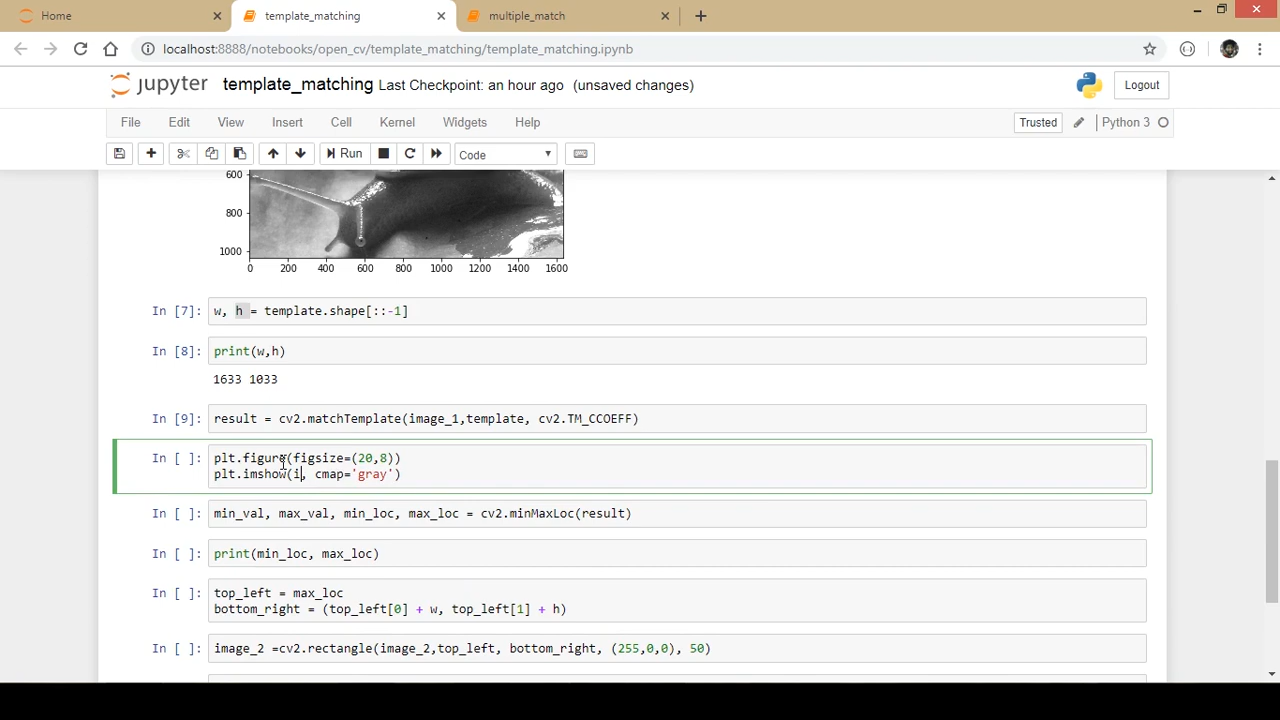 Home
template_matching
multiple_match
localhost:8888/notebooks/open_cv/template_matching/template_matching.ipynb
jupyter template_matching Last Checkpoint: an hour ago (unsaved changes)
Logout
File Edit View Insert Cell Kernel Widgets Help
Trusted Python 3
Run Code
600
800
1000
0 200 400 600 800 1000 1200 1400 1600
In [7]: w, h = template.shape[::-1]
In [8]: print(w,h)
1633 1033
In [9]: result = cv2.matchTemplate(image_1,template, cv2.TM_CCOEFF)
In [ ]: plt.figure(figsize=(20,8))
plt.imshow(i, cmap='gray')
In [ ]: min_val, max_val, min_loc, max_loc = cv2.minMaxLoc(result)
In [ ]: print(min_loc, max_loc)
In [ ]: top_left = max_loc
bottom_right = (top_left[0] + w, top_left[1] + h)
In [ ]: image_2 =cv2.rectangle(image_2,top_left, bottom_right, (255,0,0), 50)